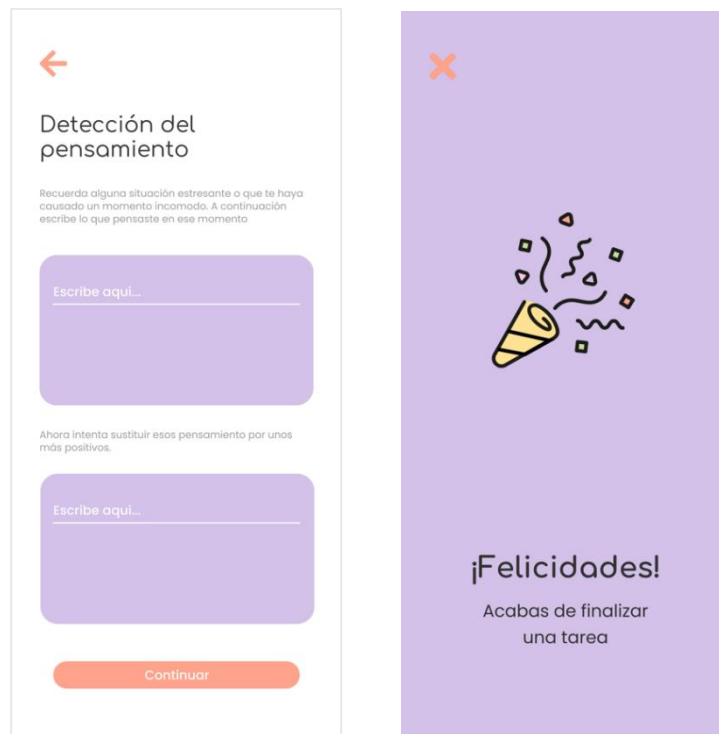 Detección del
pensamiento
Recuerda alguna situación estresante o que te haya
causado un momento incomodo. A continuación
escribe lo que pensaste en ese momento
Escribe aqui...
Ahora intenta sustituir esos pensamiento por unos
más positivos.
Escribe aqui...
Continuar
¡Felicidades!
Acabas de finalizar
una tarea